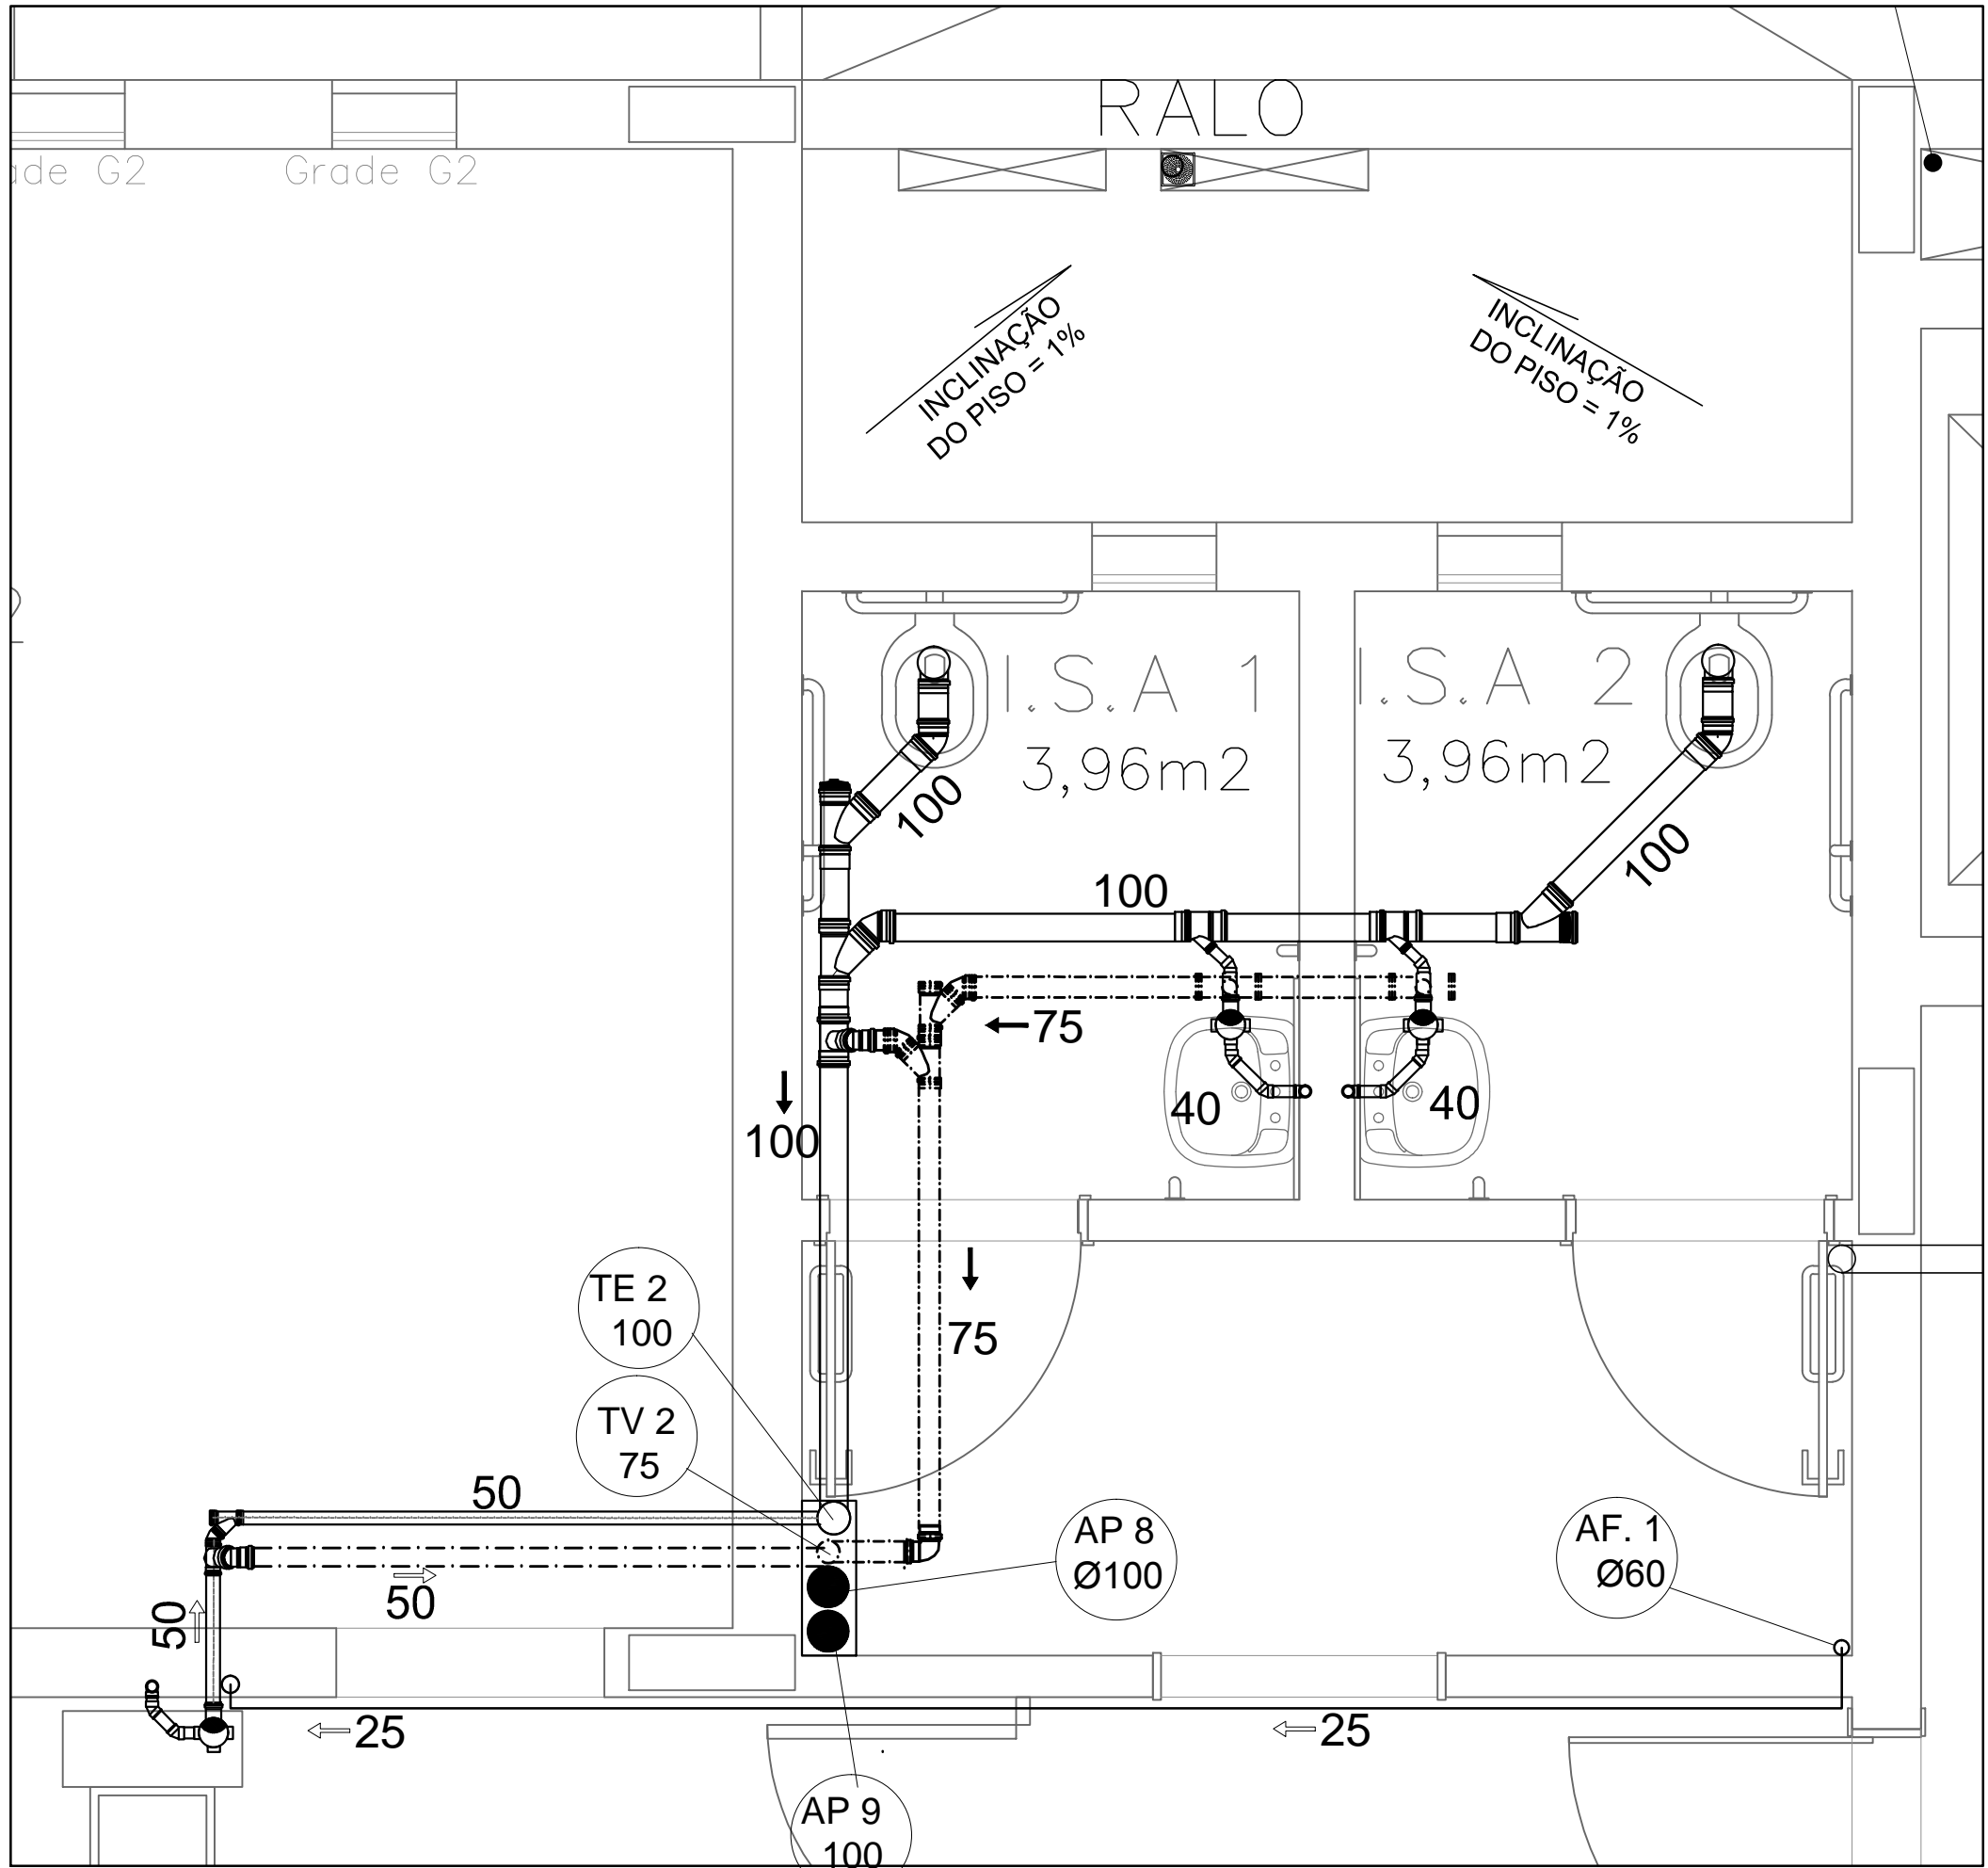 RALO
ade G2
Grade G2
INCLINAÇÃO
DO PISO = 1%
INCLINAÇÃO
DO PISO = 1%
I.S.A 1
3,96m2
I.S.A 2
3,96m2
100
100
100
75
40
40
100
TE 2
100
75
TV 2
75
50
AP 8
Ø100
AF. 1
Ø60
50
50
25
25
AP 9
100